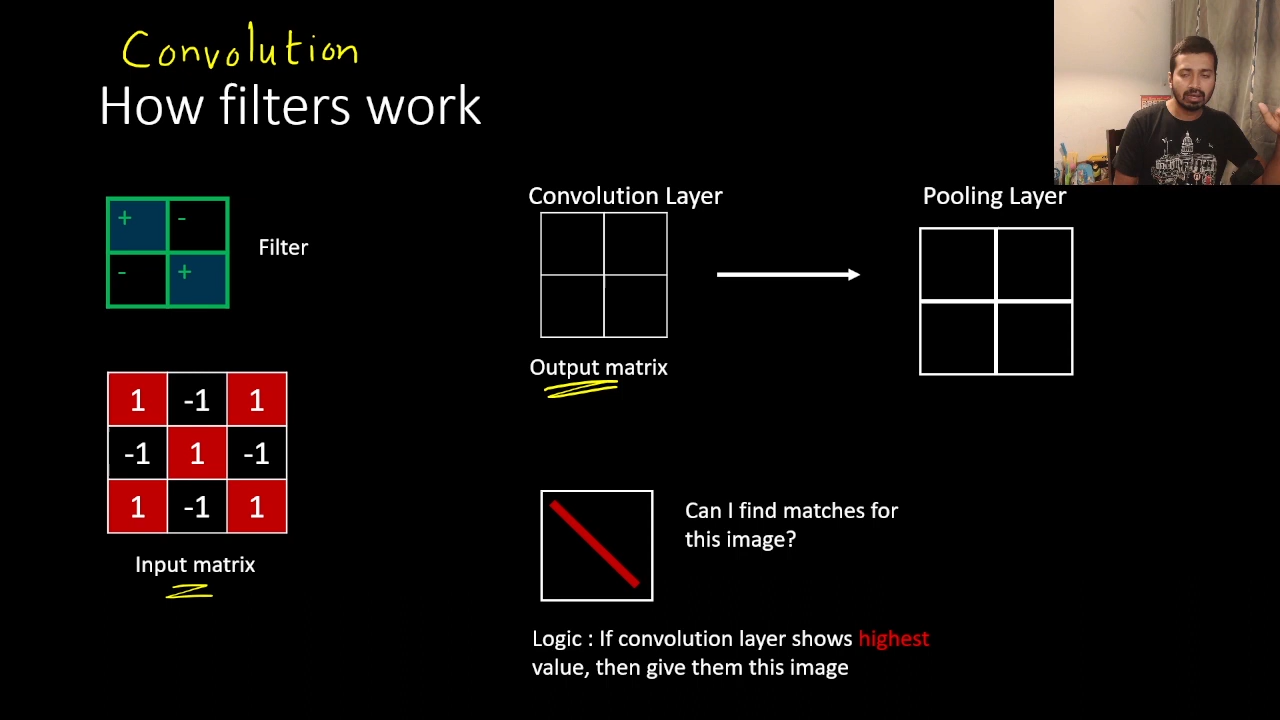 Convolution
How filters work
+ -
- +
Filter
1 -1 1
-1 1 -1
1 -1 1
Input matrix
Convolution Layer
Output matrix
Pooling Layer
Can I find matches for
this image?
Logic : If convolution layer shows highest
value, then give them this image